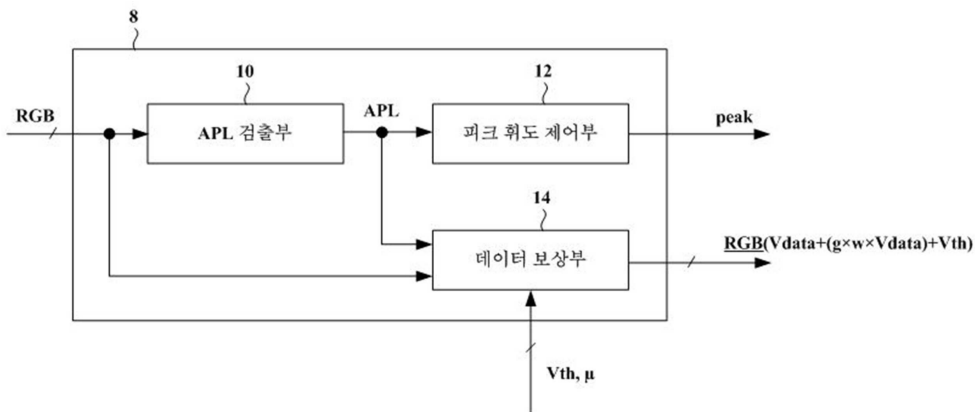 8
10
12
RGB
APL
peak
APL 검출부
피크 휘도 제어부
14
데이터 보상부
RGB(Vdata+(g×w×Vdata)+Vth)
Vth, μ